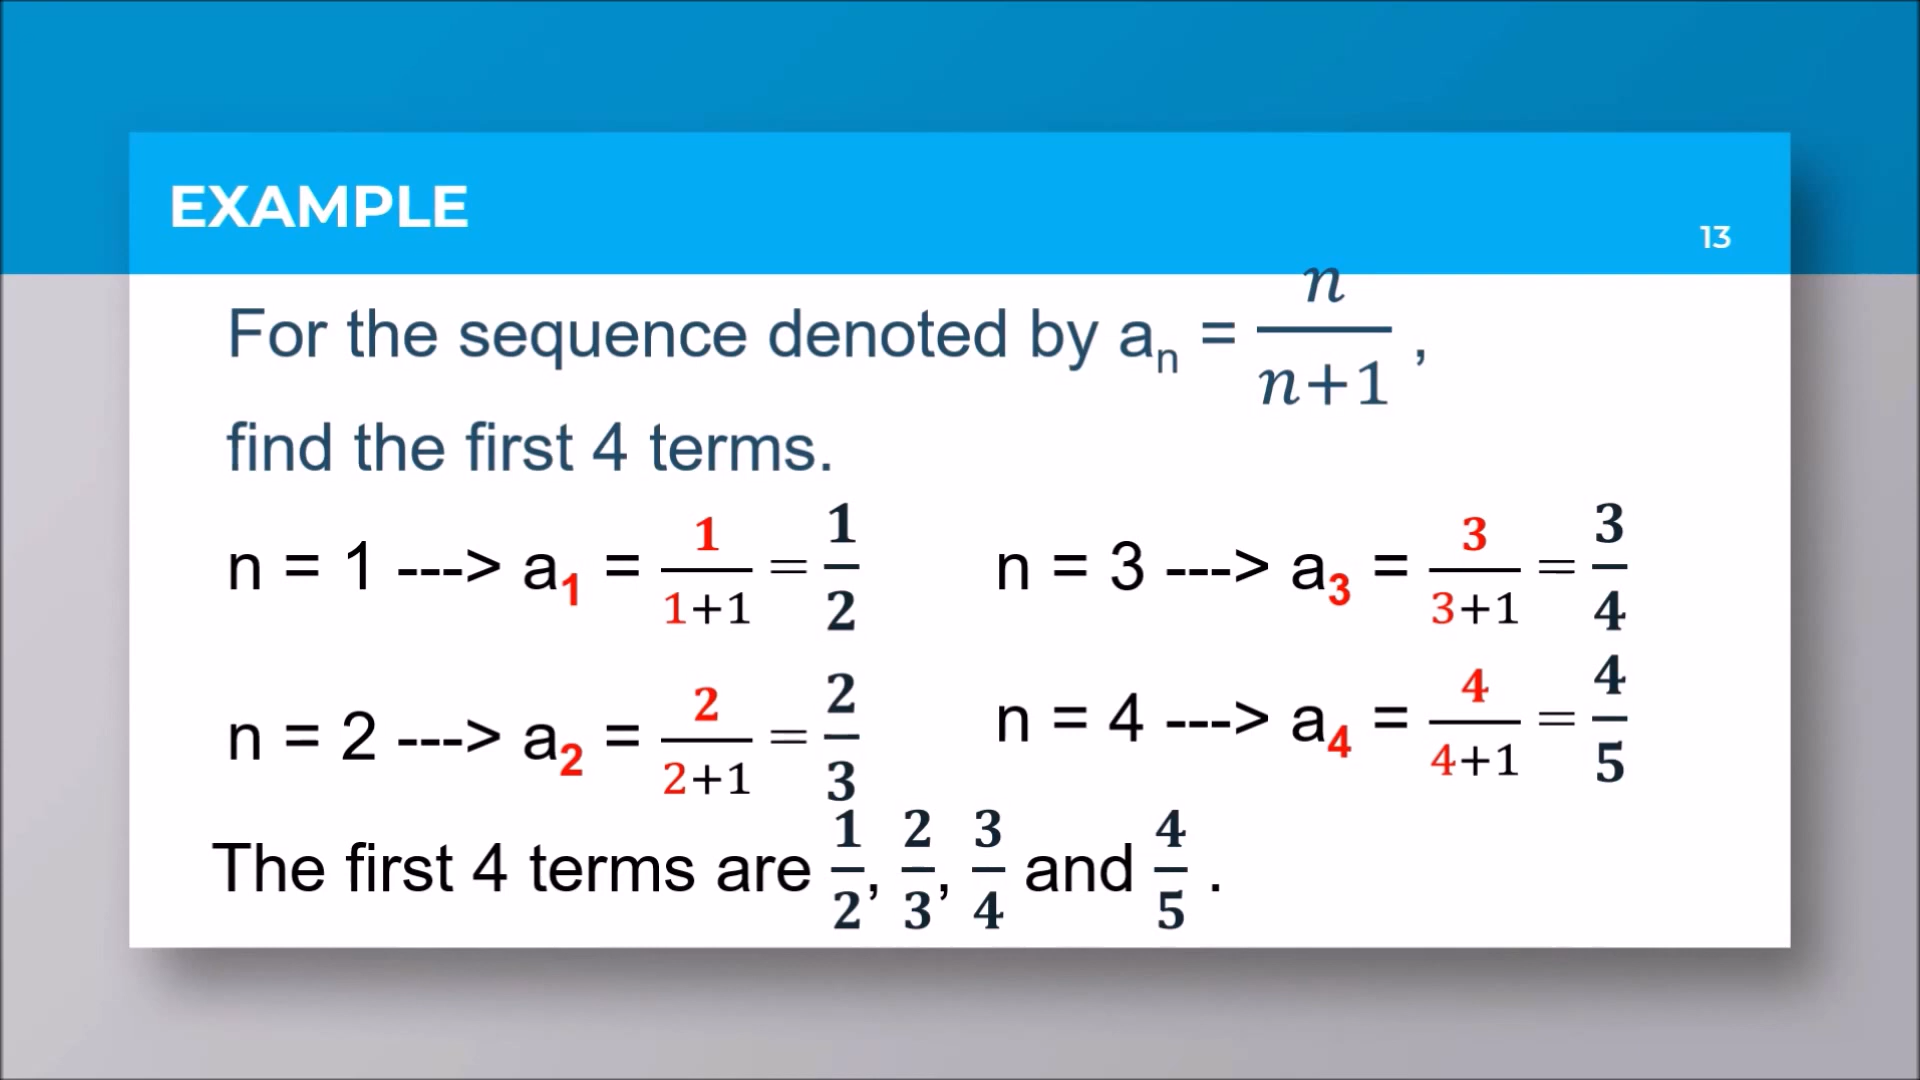 EXAMPLE
13
For the sequence denoted by aₙ = n/(n+1) ,
find the first 4 terms.
n = 1 ---> a₁ = 1/(1+1) = 1/2
n = 2 ---> a₂ = 2/(2+1) = 2/3
n = 3 ---> a₃ = 3/(3+1) = 3/4
n = 4 ---> a₄ = 4/(4+1) = 4/5
The first 4 terms are 1/2, 2/3, 3/4 and 4/5 .